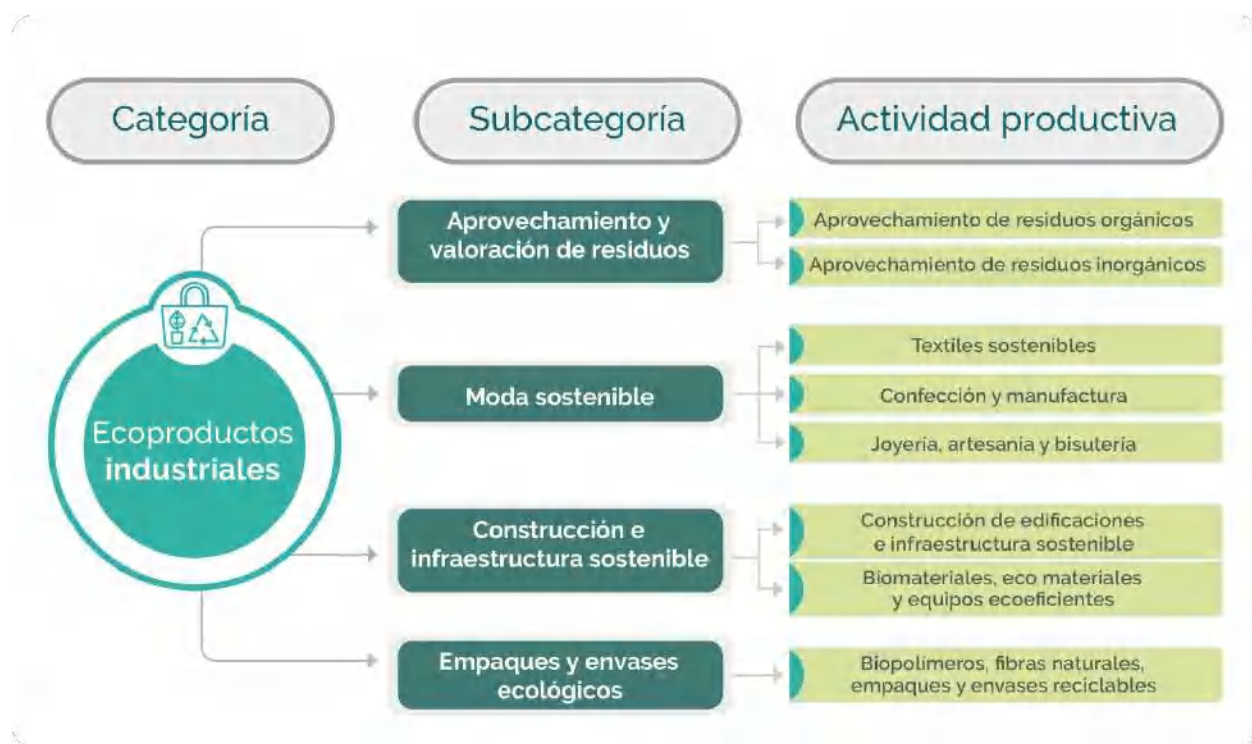 Categoría
Subcategoría
Actividad productiva
Ecoproductos
industriales
Aprovechamiento y
valoración de residuos
Aprovechamiento de residuos orgánicos
Aprovechamiento de residuos inorgánicos
Moda sostenible
Textiles sostenibles
Confección y manufactura
Joyería, artesanía y bisutería
Construcción e
infraestructura sostenible
Construcción de edificaciones
e infraestructura sostenible
Biomateriales, eco materiales
y equipos ecoeficientes
Empaques y envases
ecológicos
Biopolímeros, fibras naturales,
empaques y envases reciclables